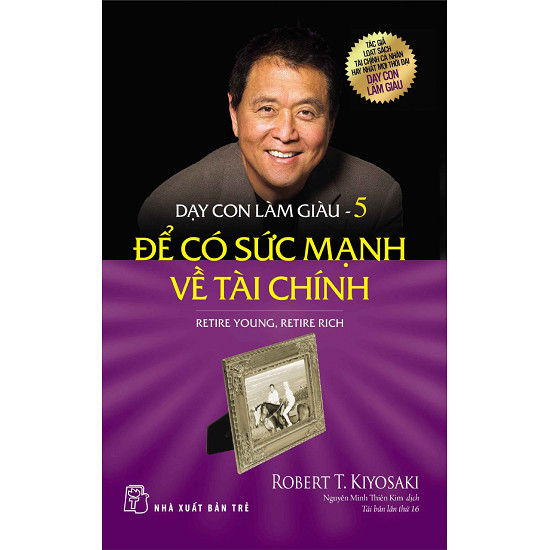 TÁC GIẢ
LOẠT SÁCH
TÀI CHÍNH CÁ NHÂN
HAY NHẤT MỌI THỜI ĐẠI
DẠY CON
LÀM GIÀU
DẠY CON LÀM GIÀU - 5
ĐỂ CÓ SỨC MẠNH
VỀ TÀI CHÍNH
RETIRE YOUNG, RETIRE RICH
ROBERT T. KIYOSAKI
Nguyễn Minh Thiên Kim dịch
Tái bản lần thứ 16
NHÀ XUẤT BẢN TRẺ